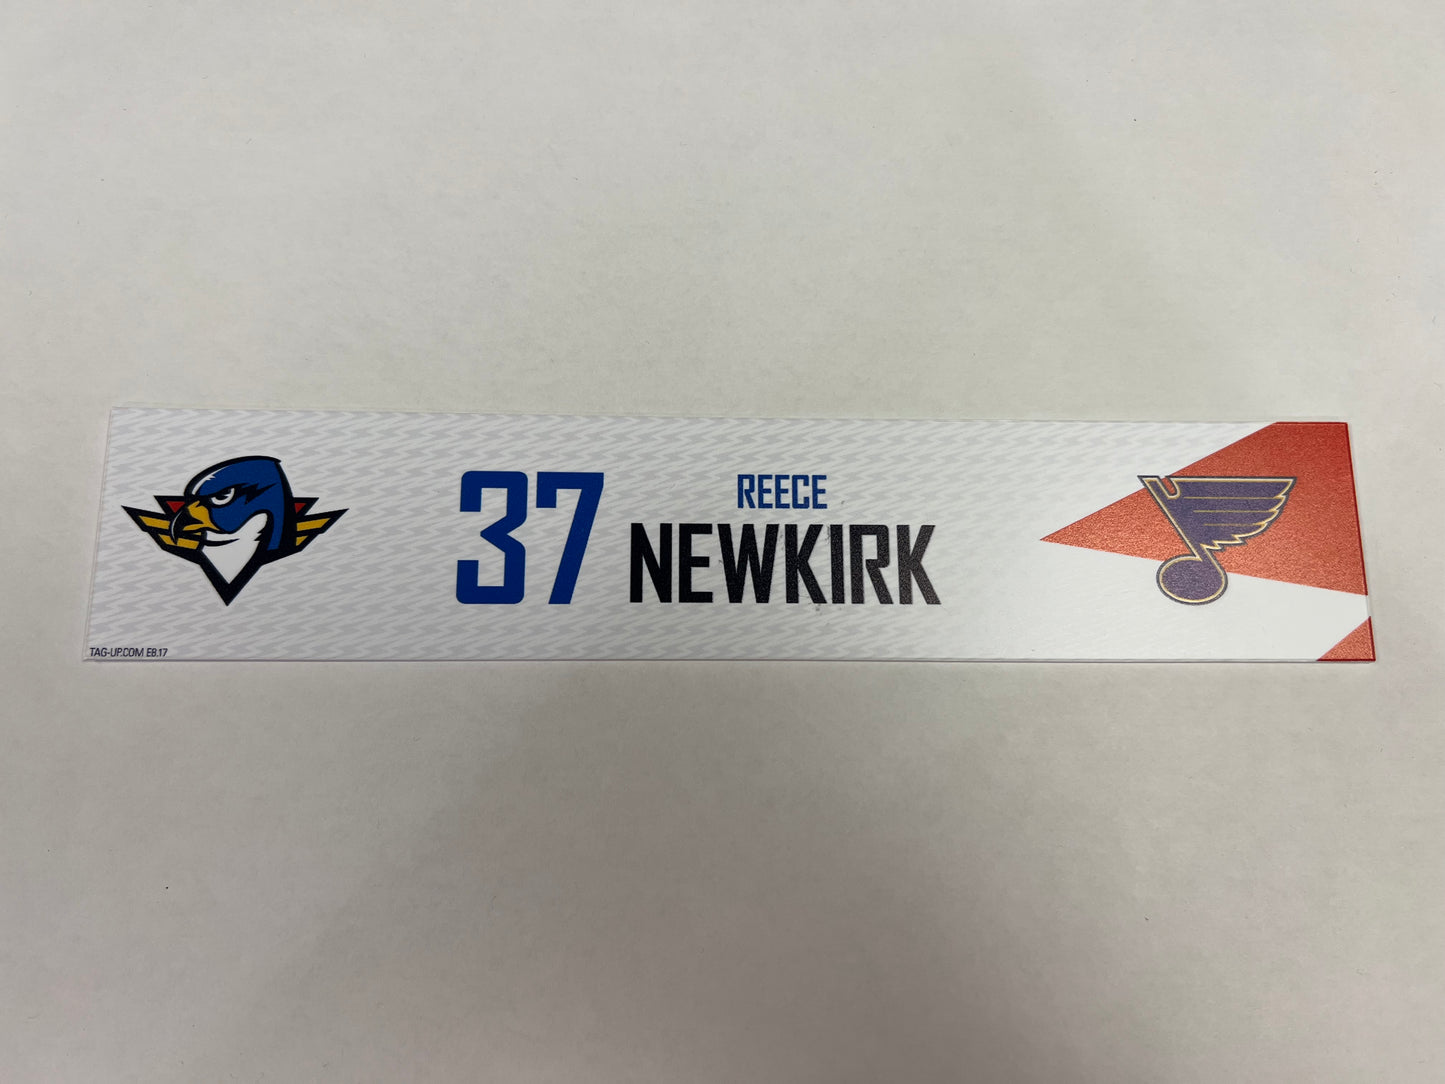 37
REECE
NEWKIRK
TAG-UP.COM EB.17